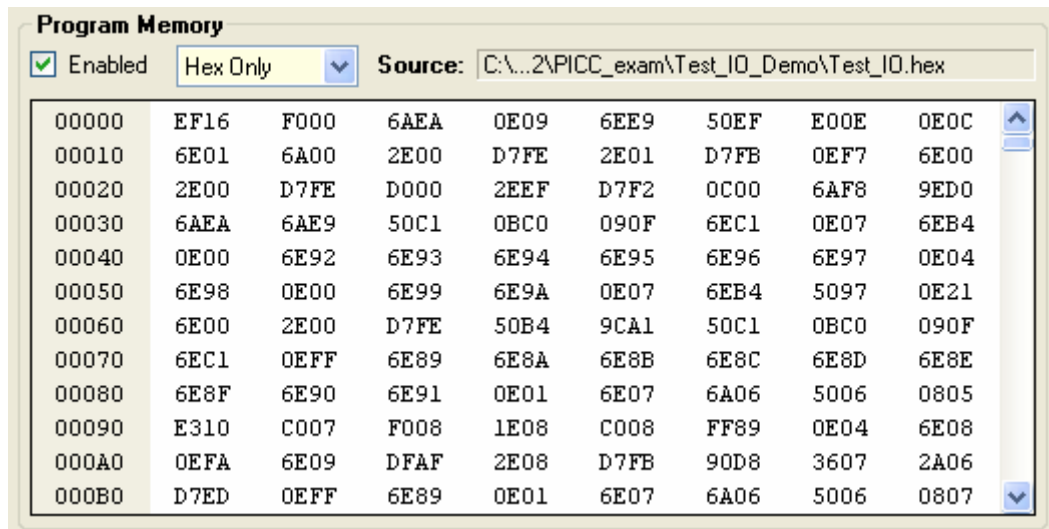 Program Memory
Enabled Hex Only Source: C:\...2\PICC_exam\Test_IO_Demo\Test_IO.hex
00000 EF16 F000 6AEA 0E09 6EE9 50EF E00E 0E0C
00010 6E01 6A00 2E00 D7FE 2E01 D7FB 0EF7 6E00
00020 2E00 D7FE D000 2EEF D7F2 0C00 6AF8 9ED0
00030 6AEA 6AE9 50C1 0BC0 090F 6EC1 0E07 6EB4
00040 0E00 6E92 6E93 6E94 6E95 6E96 6E97 0E04
00050 6E98 0E00 6E99 6E9A 0E07 6EB4 5097 0E21
00060 6E00 2E00 D7FE 50B4 9CA1 50C1 0BC0 090F
00070 6EC1 0EFF 6E89 6E8A 6E8B 6E8C 6E8D 6E8E
00080 6E8F 6E90 6E91 0E01 6E07 6A06 5006 0805
00090 E310 C007 F008 1E08 C008 FF89 0E04 6E08
000A0 0EFA 6E09 DFAF 2E08 D7FB 90D8 3607 2A06
000B0 D7ED 0EFF 6E89 0E01 6E07 6A06 5006 0807